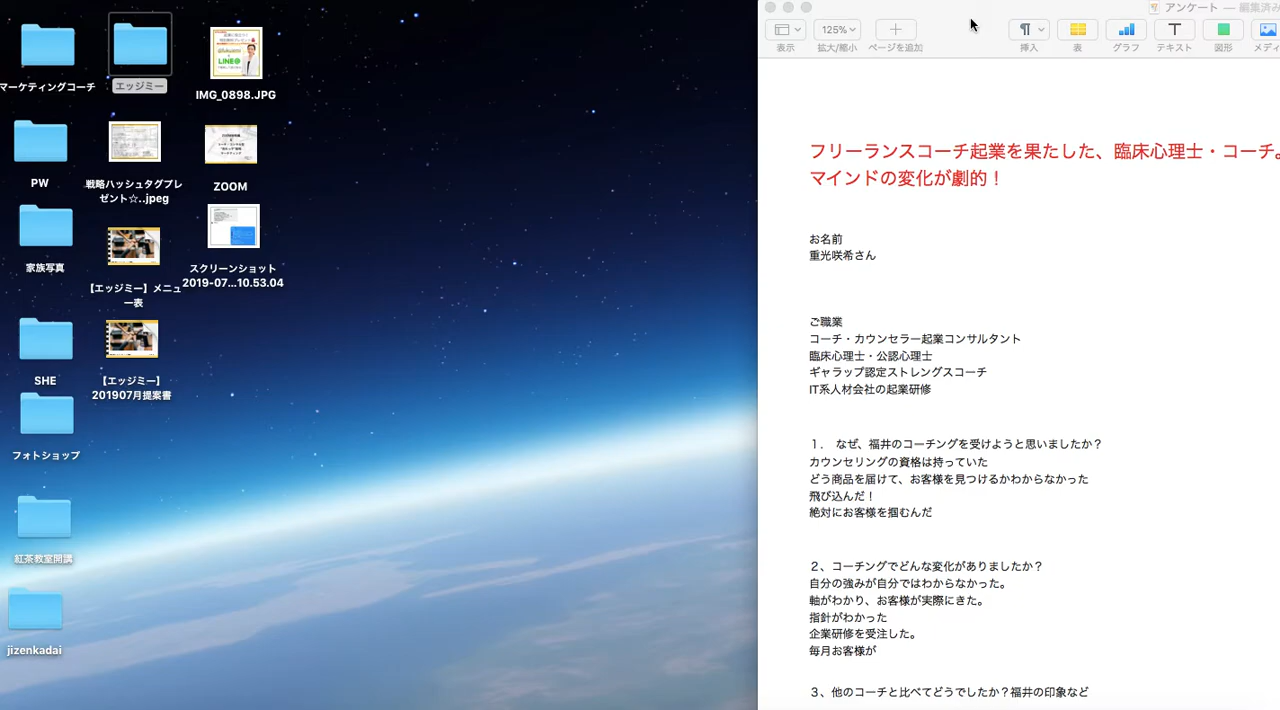 マーケティングコーチ
エッジミー
IMG_0898.JPG
PW
戦略ハッシュタグプレ
ゼント☆..jpeg
ZOOM
家族写真
【エッジミー】メニュ
ー表
スクリーンショット
2019-07...10.53.04
SHE
【エッジミー】
201907月提案書
フォトショップ
紅茶教室開講
jizenkadai
アンケート — 編集済み
125%
表示
拡大/縮小
ページを追加
挿入
表
グラフ
テキスト
図形
メディ
フリーランスコーチ起業を果たした、臨床心理士・コーチ。
マインドの変化が劇的！
お名前
重光咲希さん
ご職業
コーチ・カウンセラー起業コンサルタント
臨床心理士・公認心理士
ギャラップ認定ストレングスコーチ
IT系人材会社の起業研修
１． なぜ、福井のコーチングを受けようと思いましたか？
カウンセリングの資格は持っていた
どう商品を届けて、お客様を見つけるかわからなかった
飛び込んだ！
絶対にお客様を掴むんだ
２、コーチングでどんな変化がありましたか？
自分の強みが自分ではわからなかった。
軸がわかり、お客様が実際にきた。
指針がわかった
企業研修を受注した。
毎月お客様が
３、他のコーチと比べてどうでしたか？福井の印象など